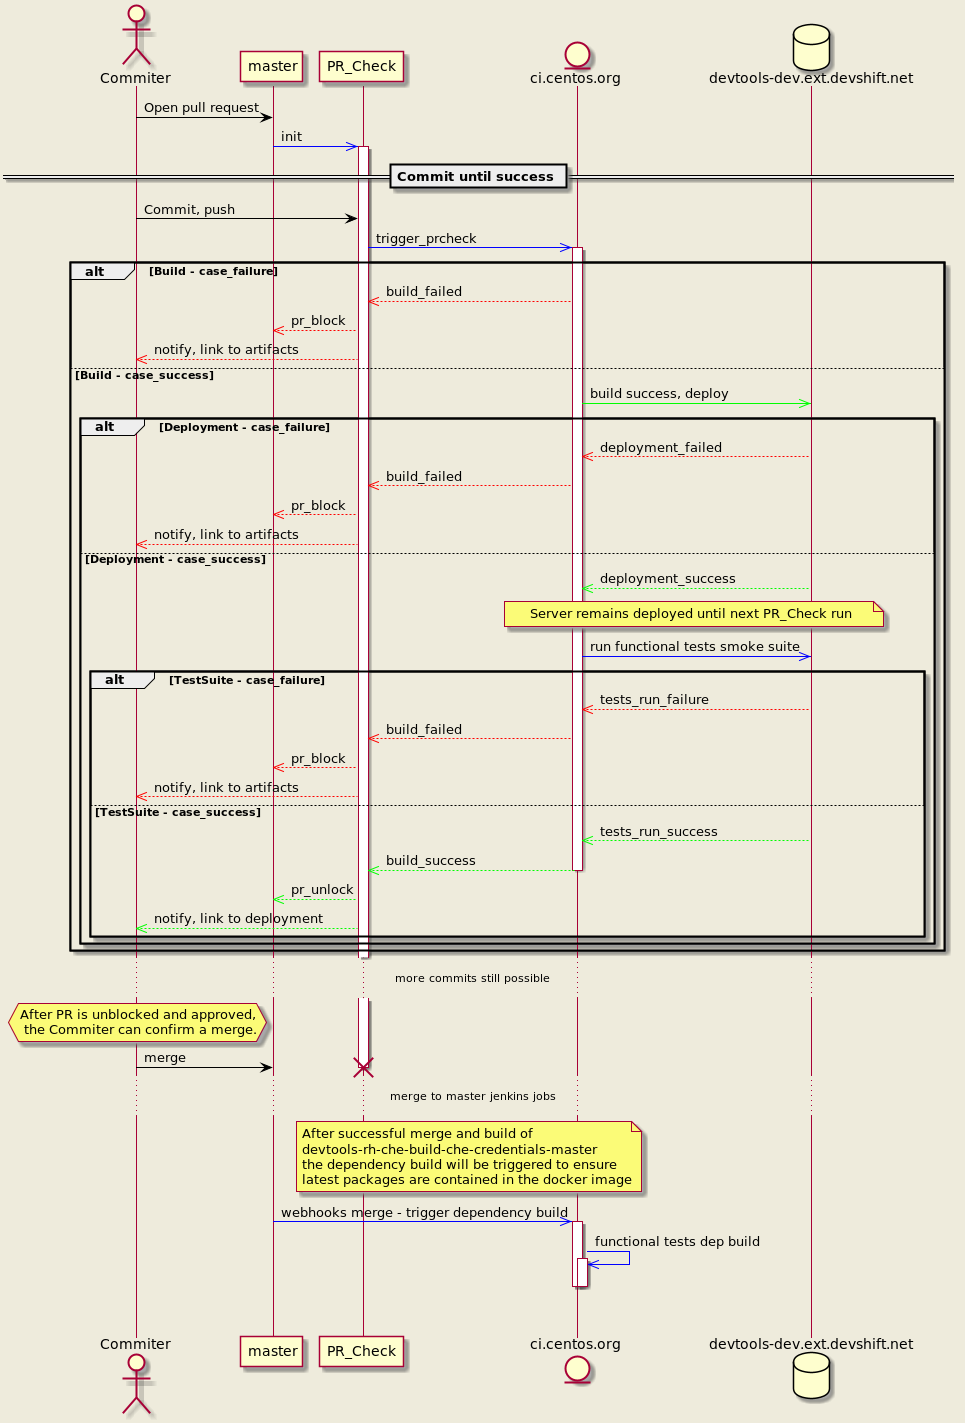 Commiter
master
PR_Check
ci.centos.org
devtools-dev.ext.devshift.net
Open pull request
init
Commit until success
Commit, push
trigger_prcheck
alt
[Build - case_failure]
build_failed
pr_block
notify, link to artifacts
[Build - case_success]
build success, deploy
alt
[Deployment - case_failure]
deployment_failed
build_failed
pr_block
notify, link to artifacts
[Deployment - case_success]
deployment_success
Server remains deployed until next PR_Check run
run functional tests smoke suite
alt
[TestSuite - case_failure]
tests_run_failure
build_failed
pr_block
notify, link to artifacts
[TestSuite - case_success]
tests_run_success
build_success
pr_unlock
notify, link to deployment
more commits still possible
After PR is unblocked and approved,
the Commiter can confirm a merge.
merge
merge to master jenkins jobs
After successful merge and build of
devtools-rh-che-build-che-credentials-master
the dependency build will be triggered to ensure
latest packages are contained in the docker image
webhooks merge - trigger dependency build
functional tests dep build
Commiter
master
PR_Check
ci.centos.org
devtools-dev.ext.devshift.net